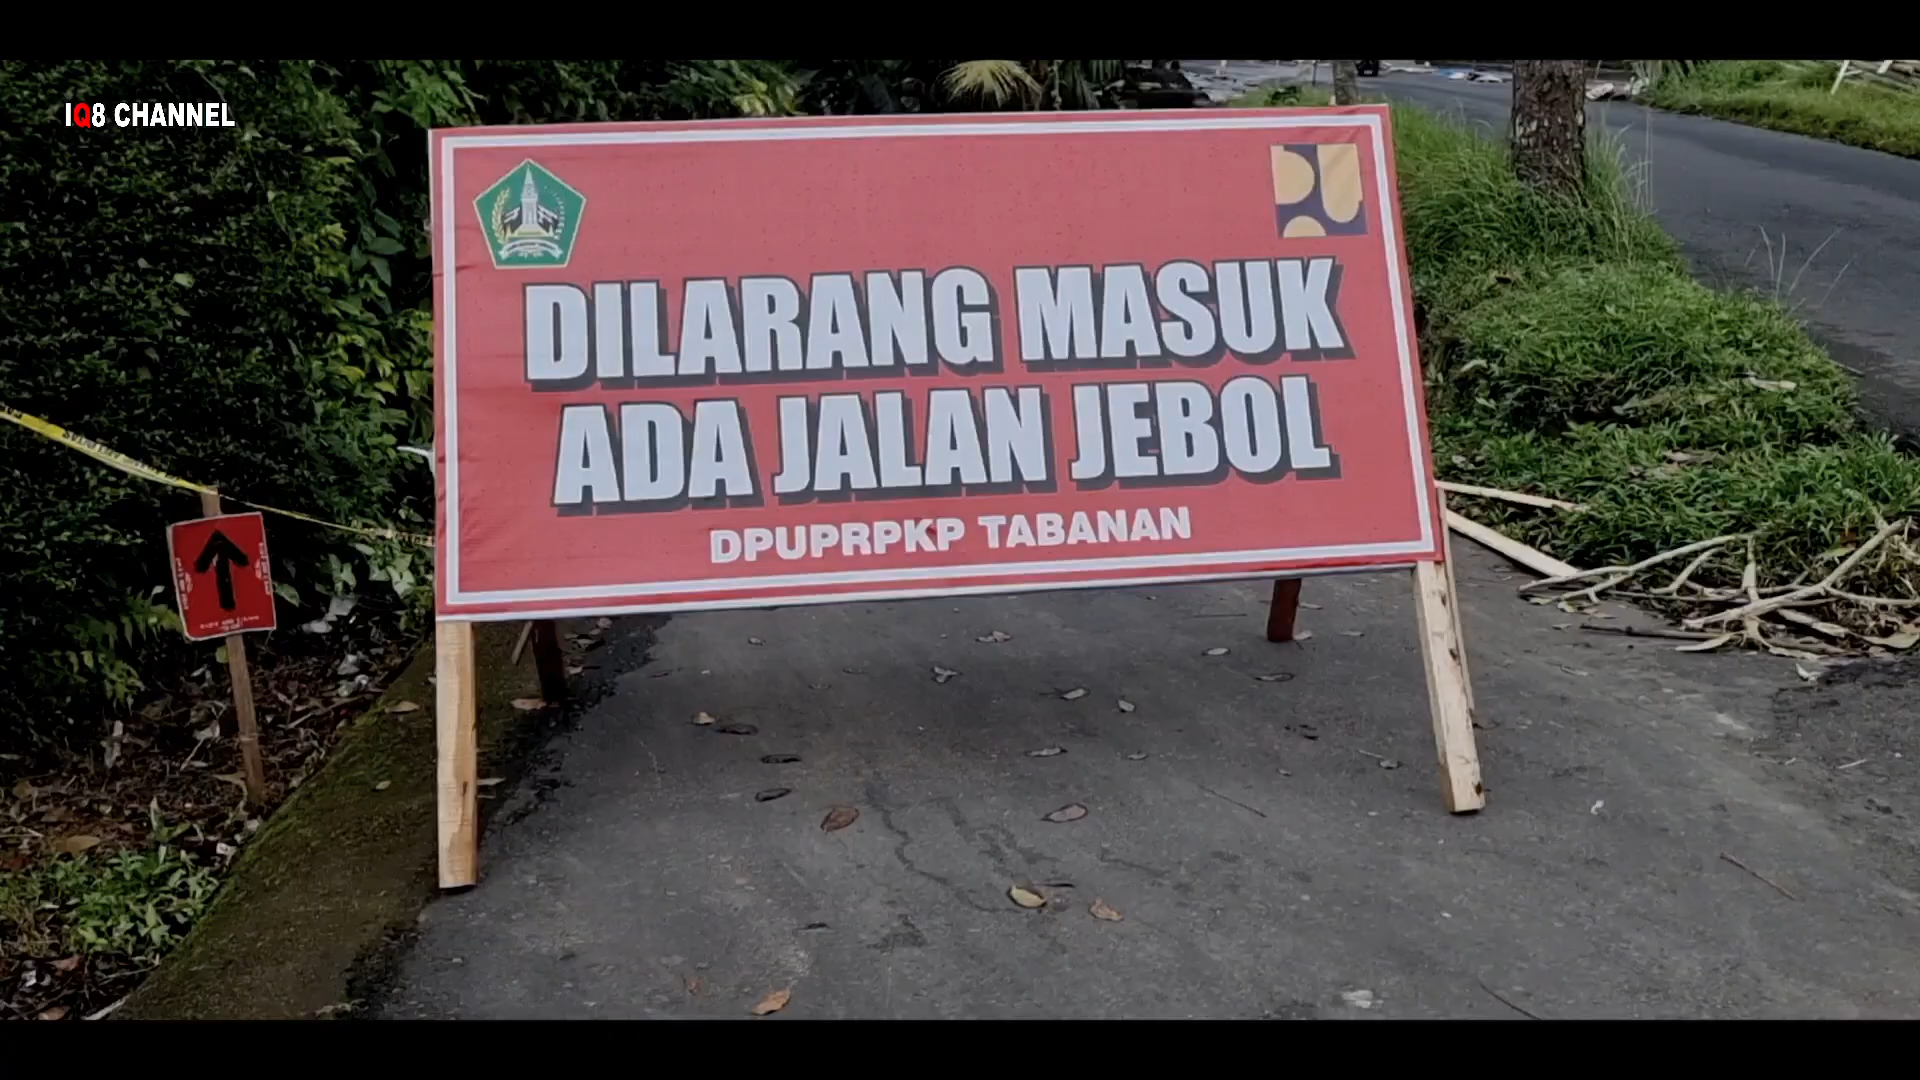 IQ8 CHANNEL
DILARANG MASUK
ADA JALAN JEBOL
DPUPRPKP TABANAN